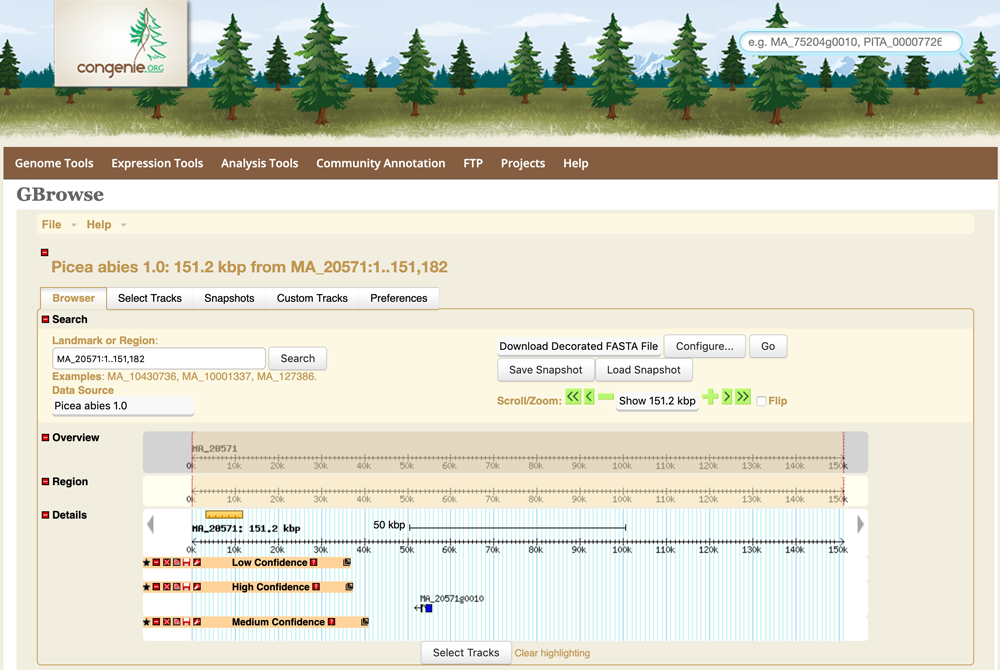 congenie.ORG
e.g. MA_75204g0010, PITA_00007726
Genome Tools Expression Tools Analysis Tools Community Annotation FTP Projects Help
GBrowse
File Help
Picea abies 1.0: 151.2 kbp from MA_20571:1..151,182
Browser Select Tracks Snapshots Custom Tracks Preferences
Search
Landmark or Region:
MA_20571:1..151,182 Search
Examples: MA_10430736, MA_10001337, MA_127386.
Data Source
Picea abies 1.0
Download Decorated FASTA File Configure... Go
Save Snapshot Load Snapshot
Scroll/Zoom: Show 151.2 kbp Flip
Overview
MA_20571
0k 10k 20k 30k 40k 50k 60k 70k 80k 90k 100k 110k 120k 130k 140k 150k
Region
0k 10k 20k 30k 40k 50k 60k 70k 80k 90k 100k 110k 120k 130k 140k 150k
Details
MA_20571: 151.2 kbp 50 kbp
0k 10k 20k 30k 40k 50k 60k 70k 80k 90k 100k 110k 120k 130k 140k 150k
Low Confidence ?
High Confidence ?
MA_20571g0010
Medium Confidence ?
Select Tracks Clear highlighting